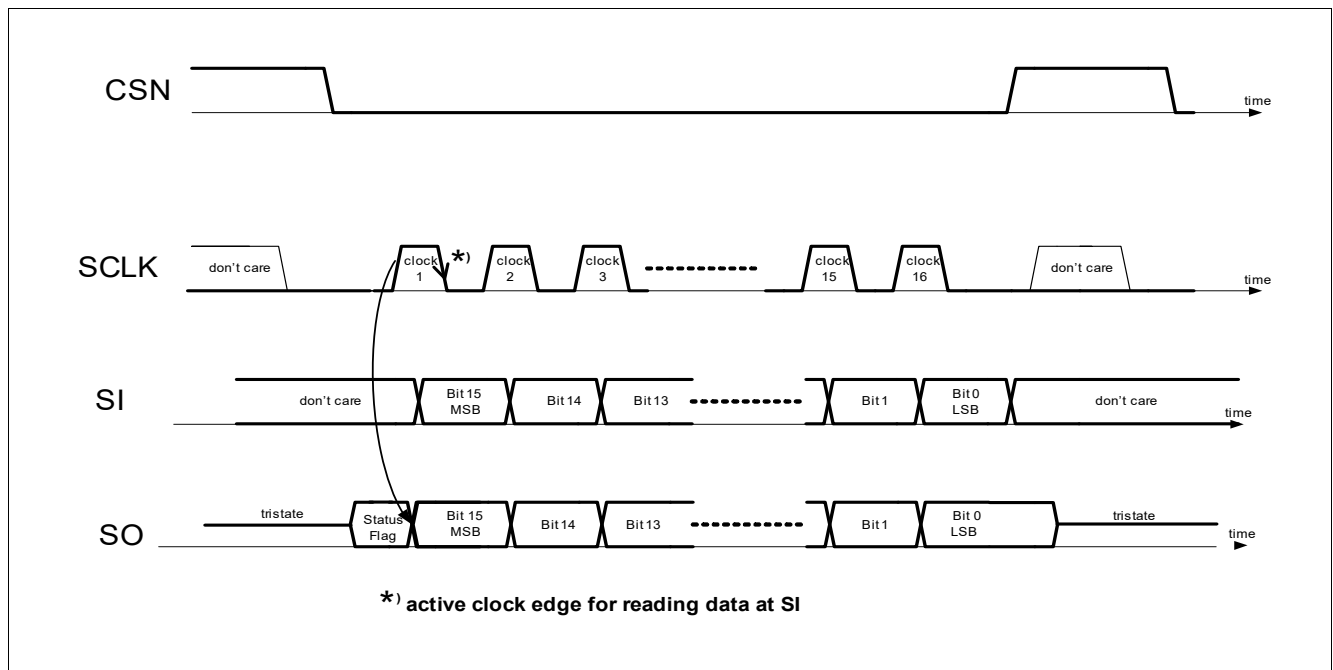 CSN
time
SCLK
don't care
clock
1
*)
clock
2
clock
3
clock
15
clock
16
don't care
time
SI
don't care
Bit 15
MSB
Bit 14
Bit 13
Bit 1
Bit 0
LSB
don't care
time
SO
tristate
Status
Flag
Bit 15
MSB
Bit 14
Bit 13
Bit 1
Bit 0
LSB
tristate
time
*) active clock edge for reading data at SI